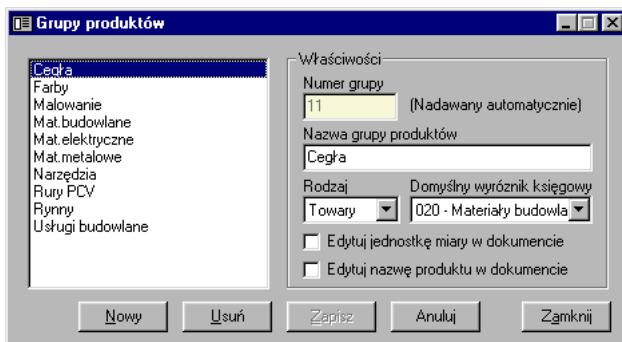 Grupy produktów
Cegła
Farby
Malowanie
Mat.budowlane
Mat.elektryczne
Mat.metalowe
Narzędzia
Rury PCV
Rynny
Usługi budowlane
Właściwości
Numer grupy
11 (Nadawany automatycznie)
Nazwa grupy produktów
Cegła
Rodzaj Domyślny wyróżnik księgowy
Towary 020 - Materiały budowla
Edytuj jednostkę miary w dokumencie
Edytuj nazwę produktu w dokumencie
Nowy Usuń Zapisz Anuluj Zamknij